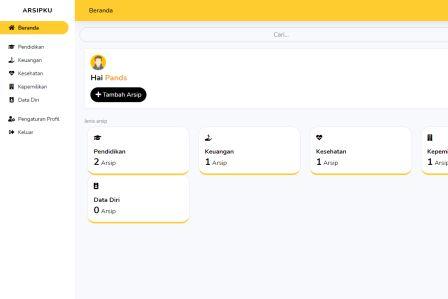 ARSIPKU
Beranda
Beranda
Pendidikan
Keuangan
Kesehatan
Kepemilikan
Data Diri
Pengaturan Profil
Keluar
Cari...
Hai Pands
Tambah Arsip
Jenis arsip
Pendidikan
2 Arsip
Keuangan
1 Arsip
Kesehatan
1 Arsip
Kepemi
1 Arsip
Data Diri
0 Arsip